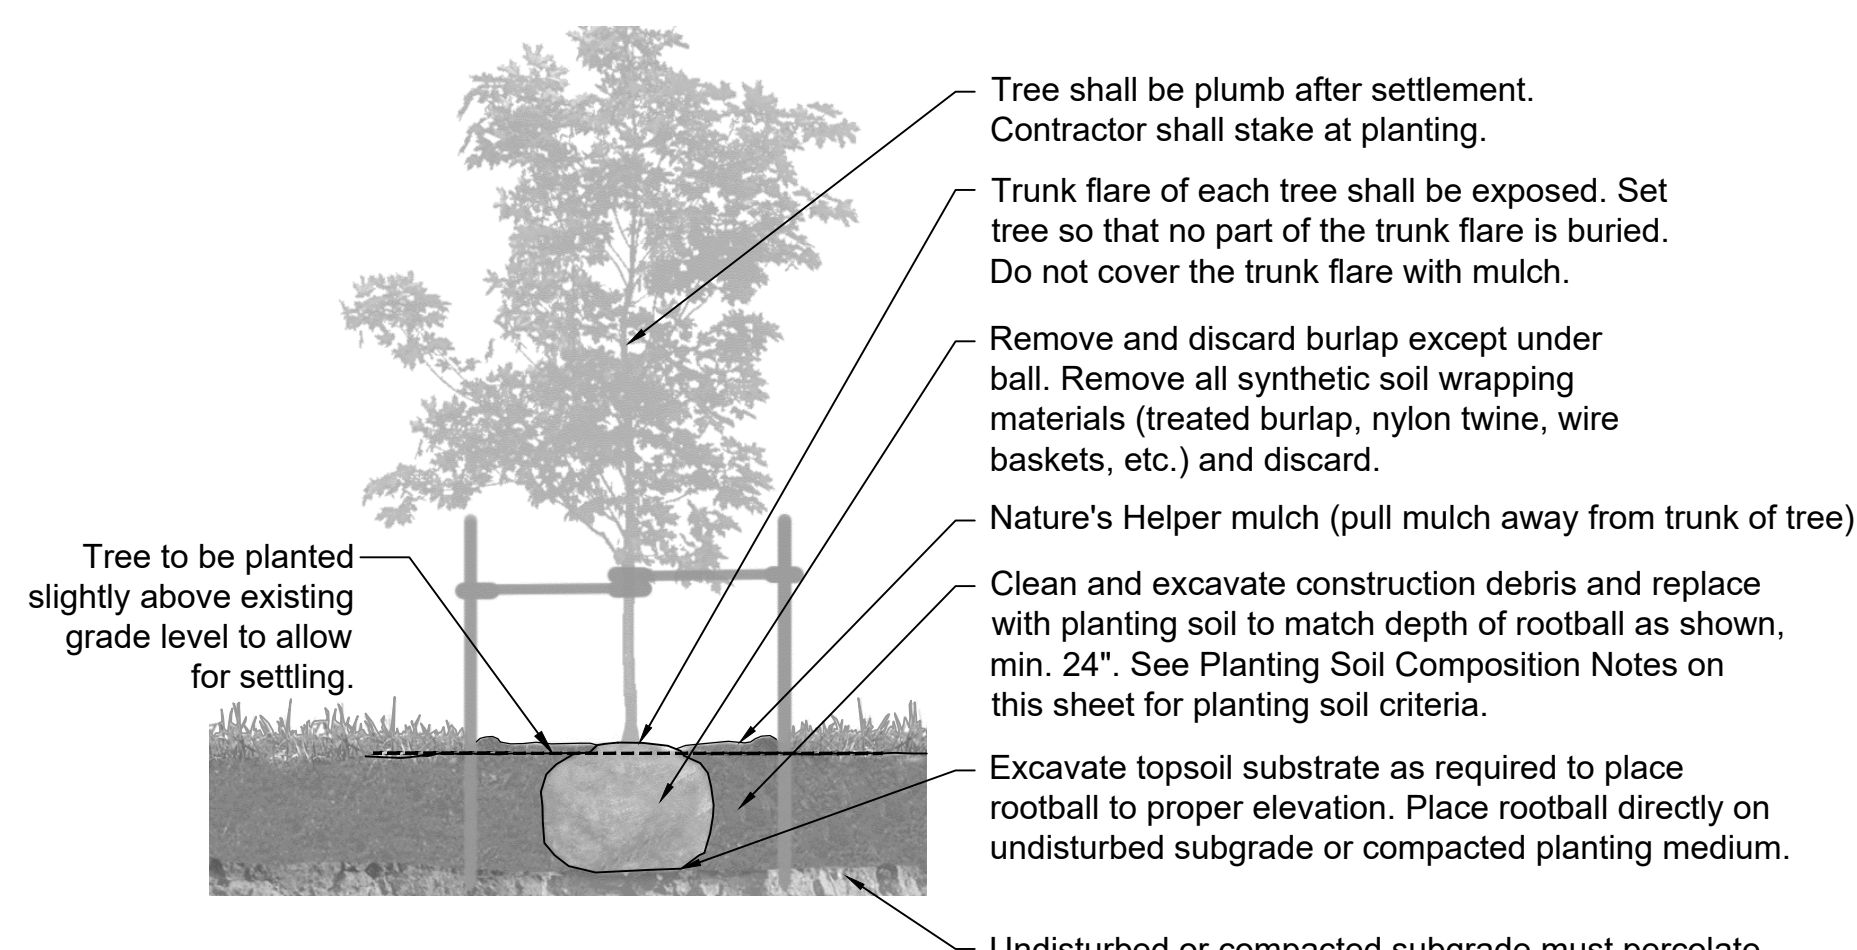 Tree shall be plumb after settlement.
Contractor shall stake at planting.
Trunk flare of each tree shall be exposed. Set
tree so that no part of the trunk flare is buried.
Do not cover the trunk flare with mulch.
Remove and discard burlap except under
ball. Remove all synthetic soil wrapping
materials (treated burlap, nylon twine, wire
baskets, etc.) and discard.
Nature's Helper mulch (pull mulch away from trunk of tree)
Tree to be planted
slightly above existing
grade level to allow
for settling.
Clean and excavate construction debris and replace
with planting soil to match depth of rootball as shown,
min. 24". See Planting Soil Composition Notes on
this sheet for planting soil criteria.
Excavate topsoil substrate as required to place
rootball to proper elevation. Place rootball directly on
undisturbed subgrade or compacted planting medium.
Undisturbed or compacted subgrade must percolate